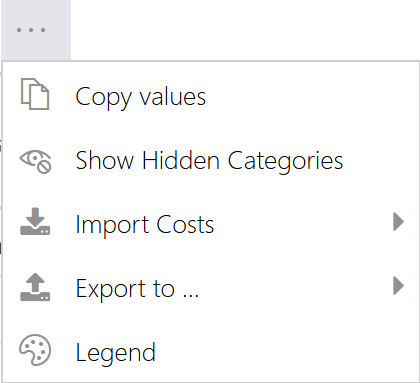 ...
Copy values
Show Hidden Categories
Import Costs
Export to ...
Legend